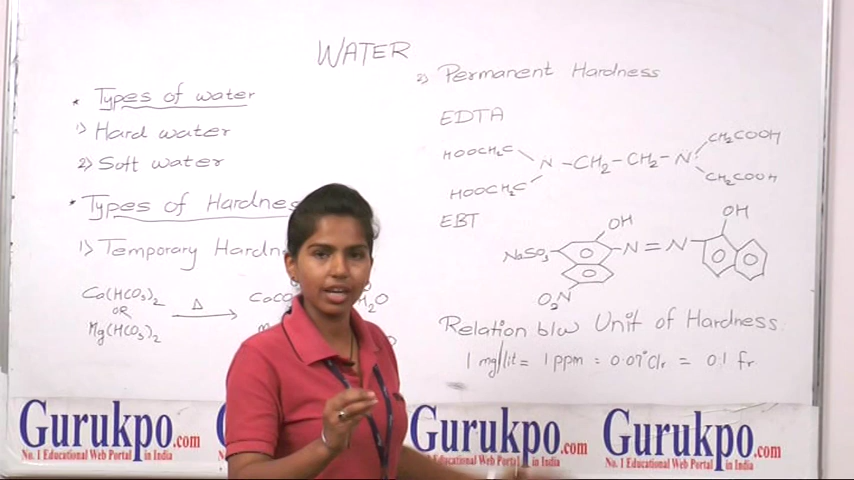 WATER
* Types of water
1) Hard water
2) Soft water
* Types of Hardnes
1) Temporary Hardn
Ca(HCO3)2
OR
Mg(HCO3)2
Δ
CaCO
H2O
2) Permanent Hardness
EDTA
HOOCH2C
HOOCH2C
N - CH2 - CH2 - N
CH2COOH
CH2COOH
EBT
NaSO3
OH
N = N
OH
O2N
Relation b/w Unit of Hardness
1 mg/lit = 1 ppm = 0.07°Clr = 0.1 fr
Gurukpo.com
No. 1 Educational Web Portal in India
Gurukpo.com
Educational Web Portal in India
Gurukpo.com
No. 1 Educational Web Portal in India